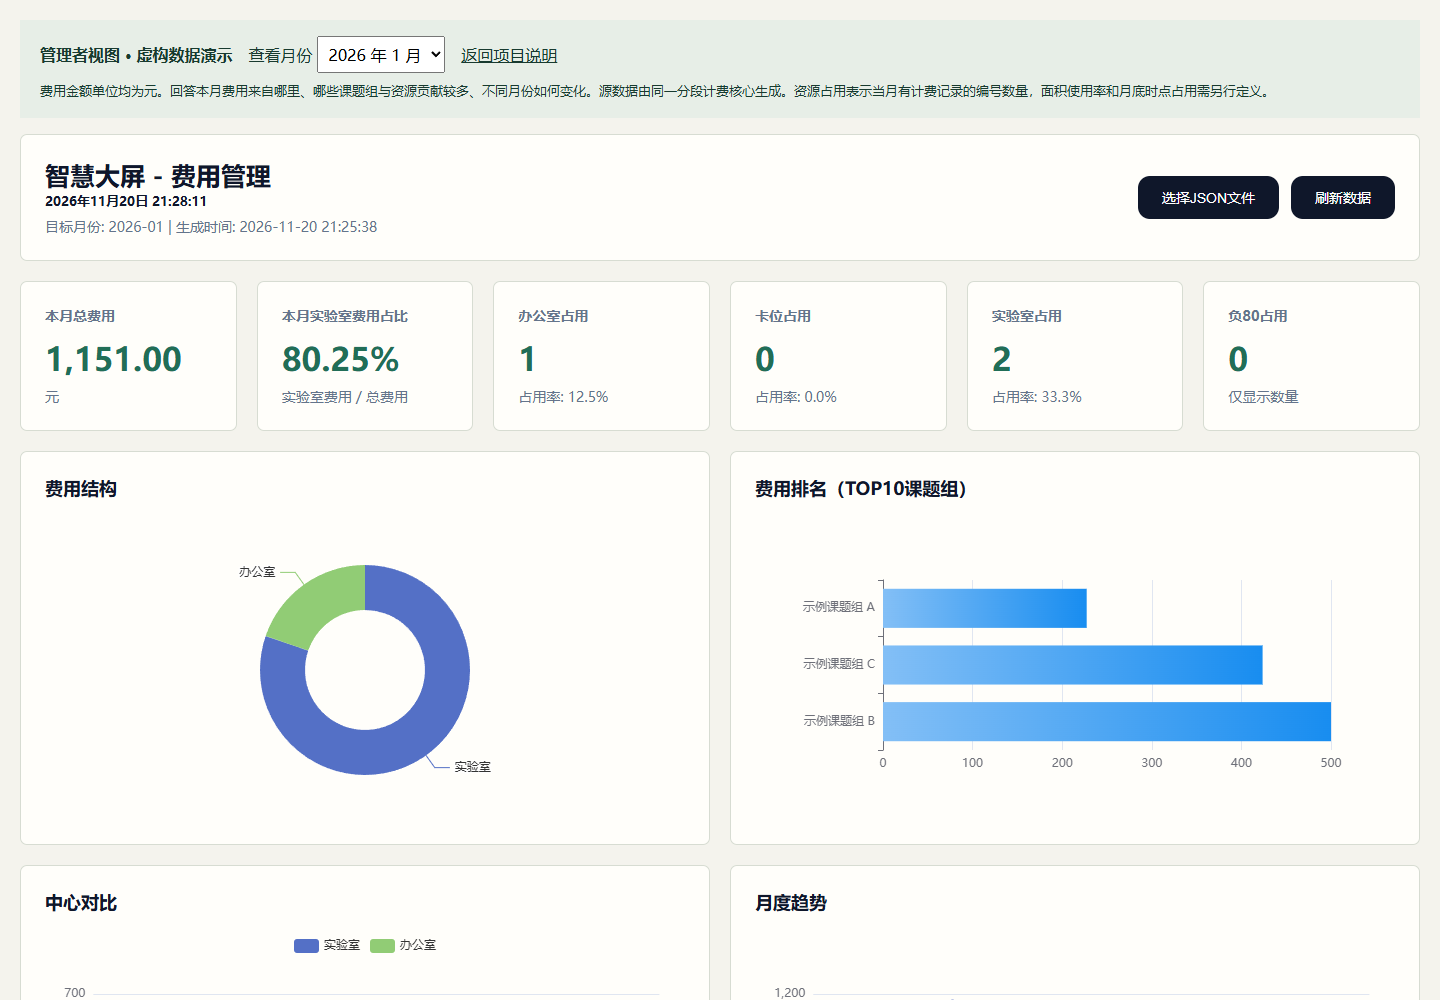 管理者视图 • 虚构数据演示 查看月份 2026 年 1 月 返回项目说明
费用金额单位均为元。回答本月费用来自哪里、哪些课题组与资源贡献较多、不同月份如何变化。源数据由同一分段计费核心生成。资源占用表示当月有计费记录的编号数量，面积使用率和月底时点占用需另行定义。
智慧大屏 - 费用管理
2026年11月20日 21:28:11
目标月份: 2026-01 | 生成时间: 2026-11-20 21:25:38
选择JSON文件
刷新数据
本月总费用
1,151.00
元
本月实验室费用占比
80.25%
实验室费用 / 总费用
办公室占用
1
占用率: 12.5%
卡位占用
0
占用率: 0.0%
实验室占用
2
占用率: 33.3%
负80占用
0
仅显示数量
费用结构
办公室
实验室
费用排名（TOP10课题组）
示例课题组 A
示例课题组 C
示例课题组 B
0 100 200 300 400 500
中心对比
实验室 办公室
700
月度趋势
1,200